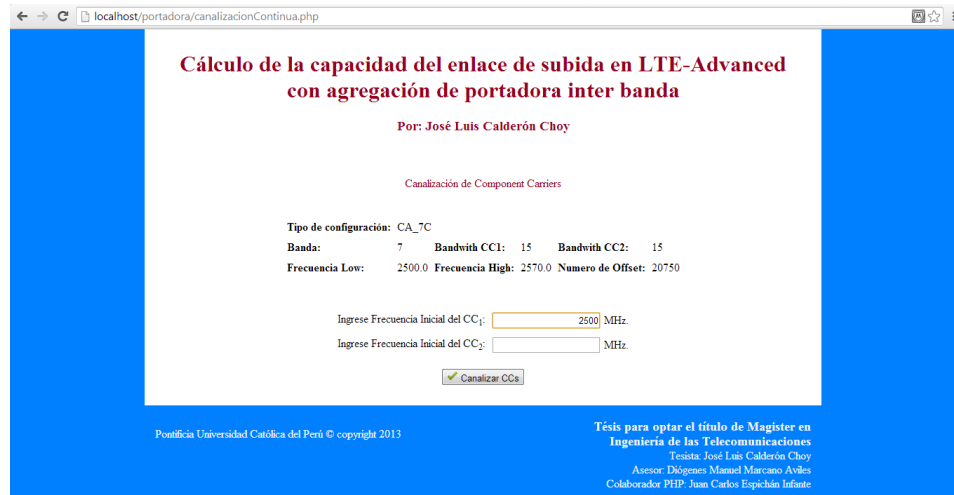 localhost/portadora/canalizacionContinua.php
Cálculo de la capacidad del enlace de subida en LTE-Advanced
con agregación de portadora inter banda
Por: José Luis Calderón Choy
Canalización de Component Carriers
Tipo de configuración: CA_7C
Banda: 7 Bandwith CC1: 15 Bandwith CC2: 15
Frecuencia Low: 2500.0 Frecuencia High: 2570.0 Numero de Offset: 20750
Ingrese Frecuencia Inicial del CC1: 2500 MHz.
Ingrese Frecuencia Inicial del CC2: MHz.
Canalizar CCs
Pontificia Universidad Católica del Perú © copyright 2013
Tésis para optar el título de Magister en
Ingeniería de las Telecomunicaciones
Tesista: José Luis Calderón Choy
Asesor: Diógenes Manuel Marcano Aviles
Colaborador PHP: Juan Carlos Espichán Infante